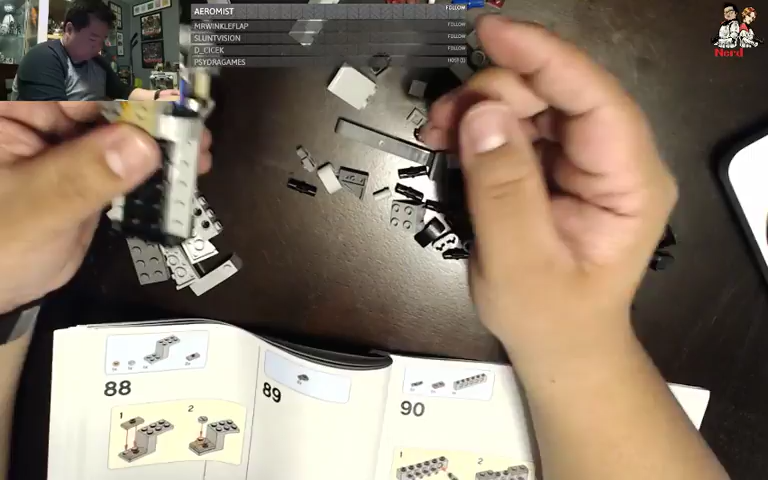 AEROMIST FOLLOW
MRWINKLEFLAP FOLLOW
SLUNTVISION FOLLOW
D_CICEK FOLLOW
PSYDRAGAMES
Nerd
88
89
90
1 2
1 2